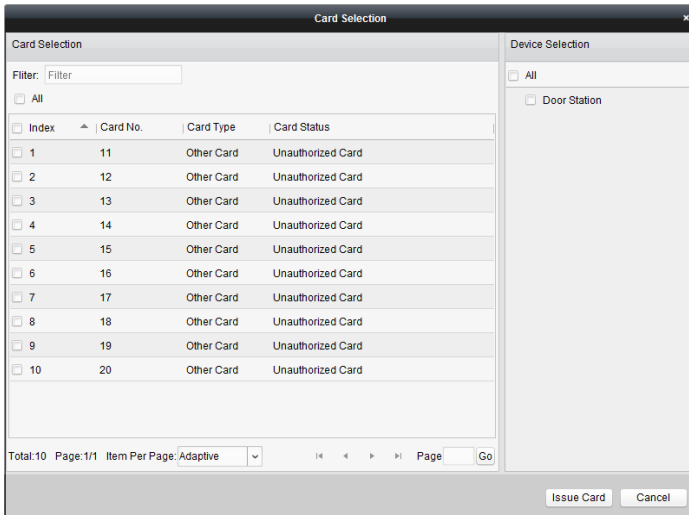 Card Selection ×
Card Selection
Device Selection
Fliter: Filter
All
All
Door Station
Index Card No. Card Type Card Status
1 11 Other Card Unauthorized Card
2 12 Other Card Unauthorized Card
3 13 Other Card Unauthorized Card
4 14 Other Card Unauthorized Card
5 15 Other Card Unauthorized Card
6 16 Other Card Unauthorized Card
7 17 Other Card Unauthorized Card
8 18 Other Card Unauthorized Card
9 19 Other Card Unauthorized Card
10 20 Other Card Unauthorized Card
Total:10 Page:1/1 Item Per Page: Adaptive Page Go
Issue Card Cancel